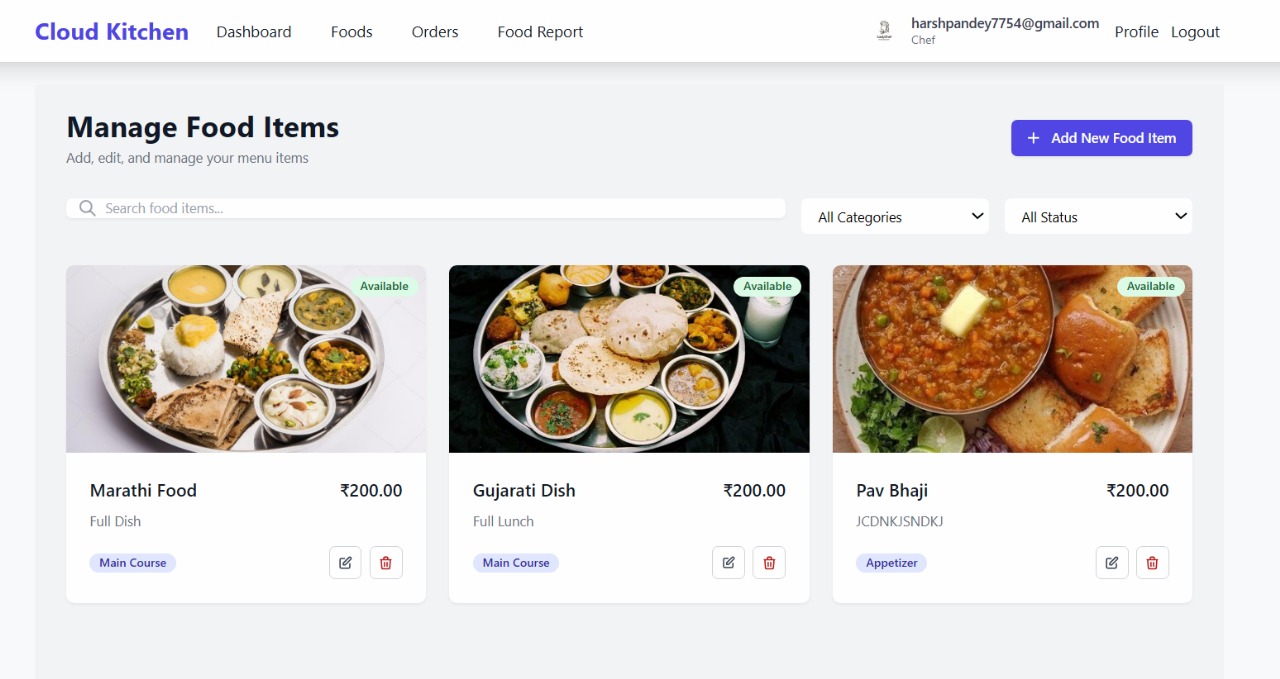 Cloud Kitchen
Dashboard
Foods
Orders
Food Report
harshpandey7754@gmail.com
Chef
Profile
Logout
Manage Food Items
Add, edit, and manage your menu items
+ Add New Food Item
Search food items...
All Categories
All Status
Available
Available
Available
Marathi Food
₹200.00
Full Dish
Main Course
Gujarati Dish
₹200.00
Full Lunch
Main Course
Pav Bhaji
₹200.00
JCDNKJSNDKJ
Appetizer